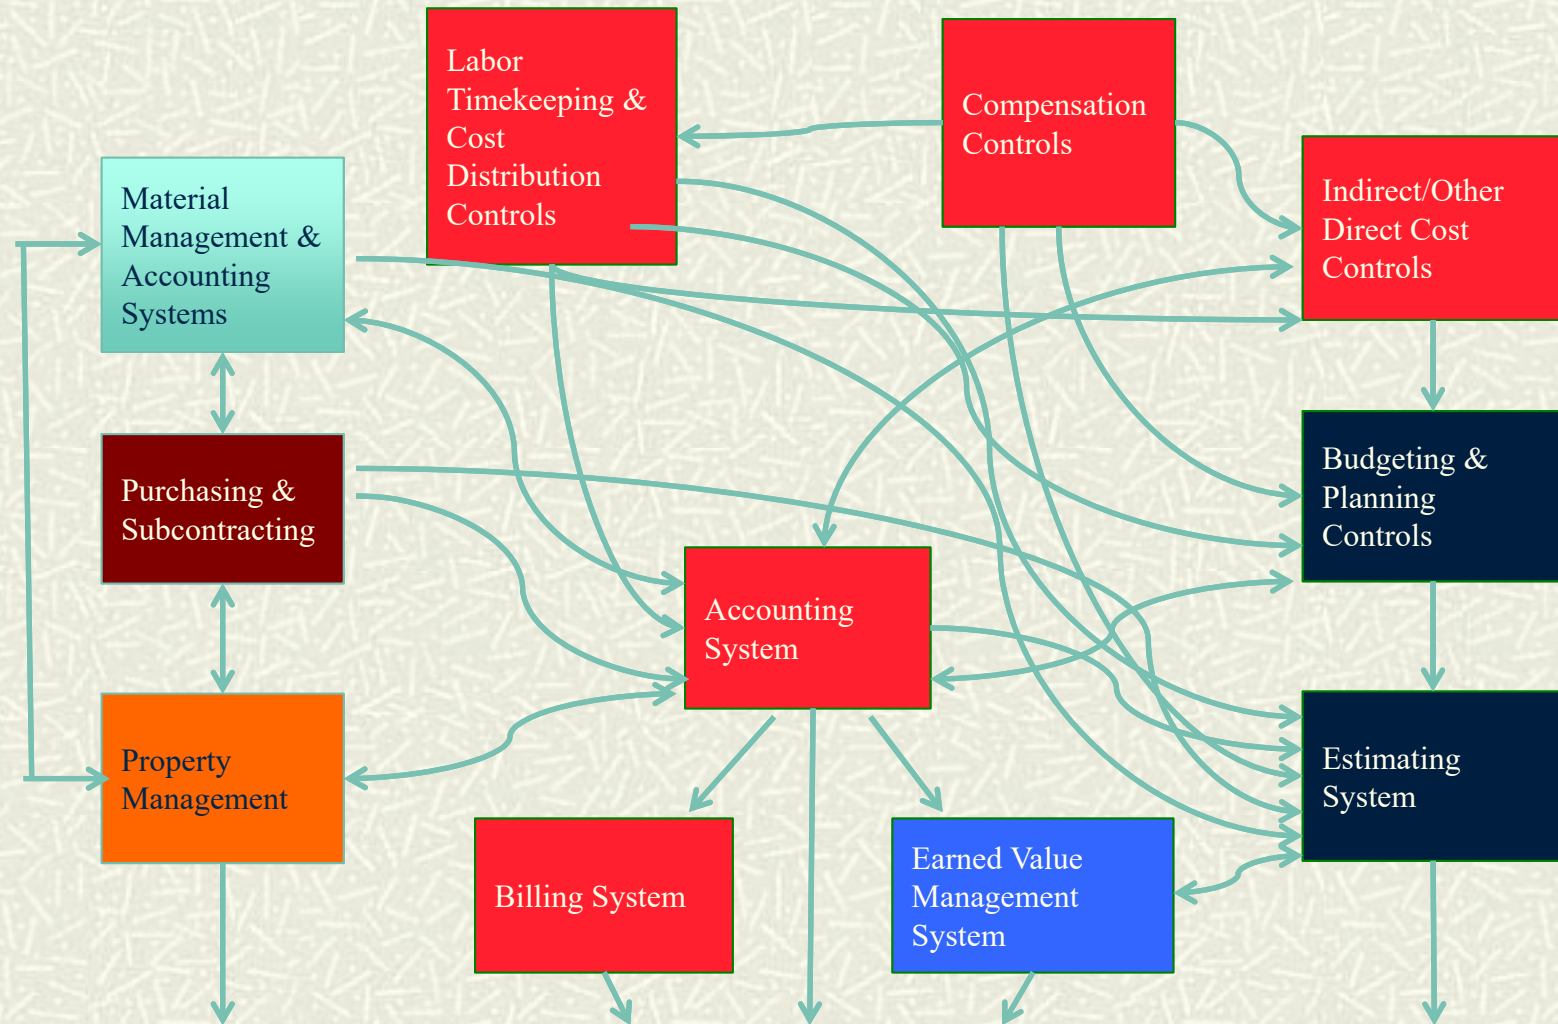 Labor
Timekeeping &
Cost
Distribution
Controls
Compensation
Controls
Material
Management &
Accounting
Systems
Indirect/Other
Direct Cost
Controls
Purchasing &
Subcontracting
Budgeting &
Planning
Controls
Accounting
System
Property
Management
Estimating
System
Billing System
Earned Value
Management
System